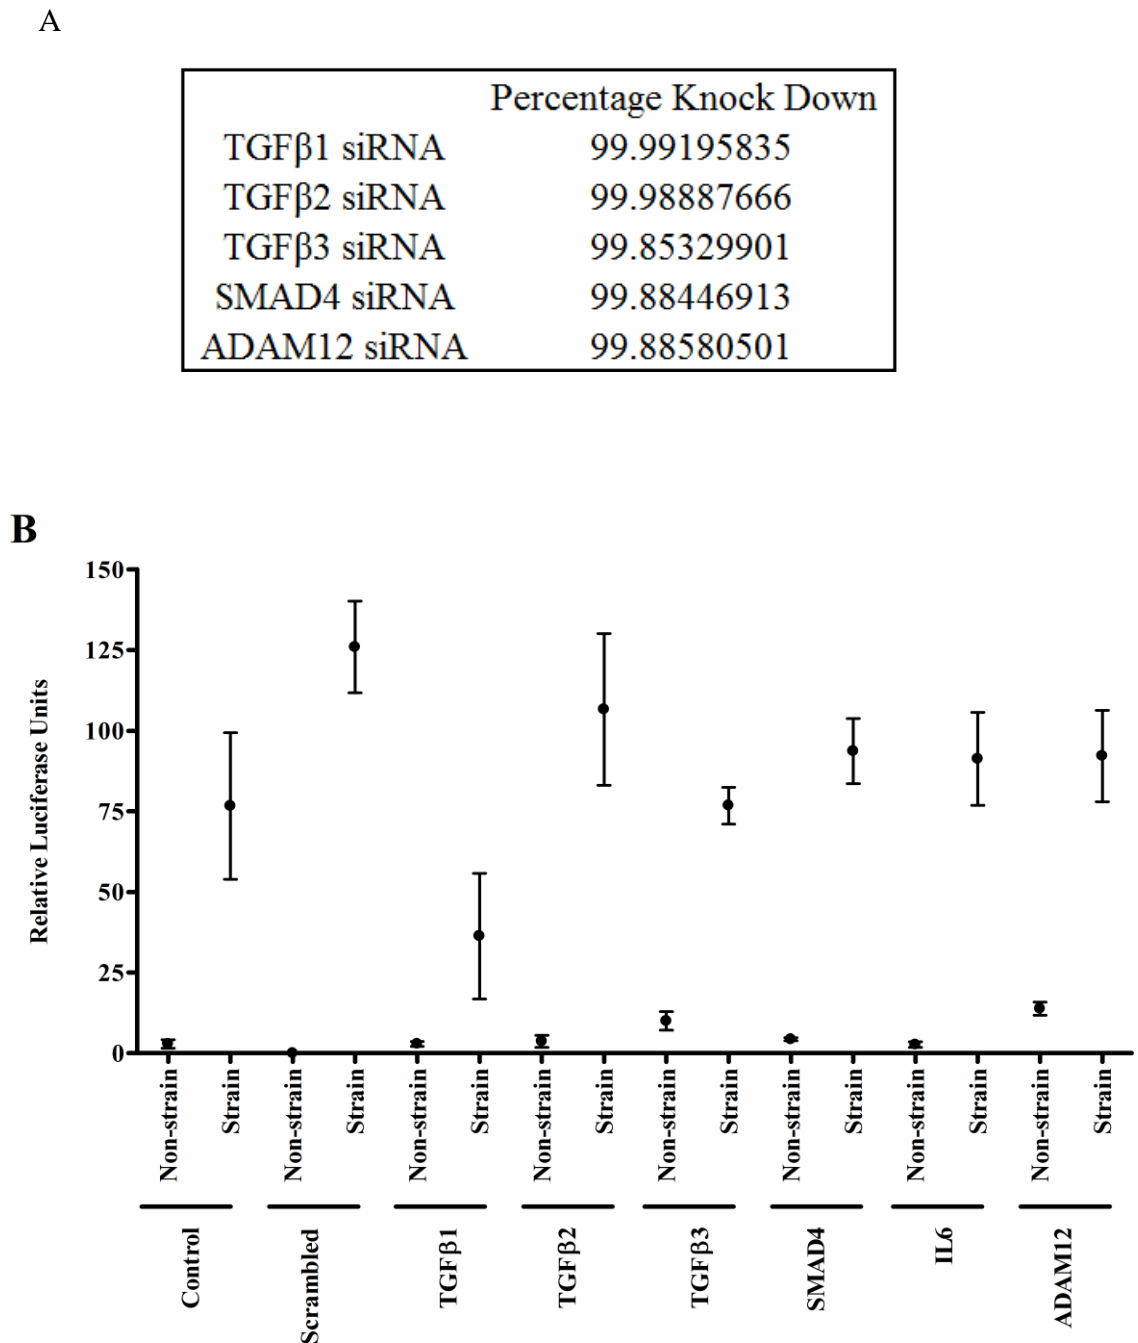 A
Percentage Knock Down
TGFβ1 siRNA 99.99195835
TGFβ2 siRNA 99.98887666
TGFβ3 siRNA 99.85329901
SMAD4 siRNA 99.88446913
ADAM12 siRNA 99.88580501
B
Relative Luciferase Units
150
125
100
75
50
25
0
Non-strain Strain Non-strain Strain Non-strain Strain Non-strain Strain Non-strain Strain Non-strain Strain Non-strain Strain Non-strain Strain
Control Scrambled TGFβ1 TGFβ2 TGFβ3 SMAD4 IL6 ADAM12